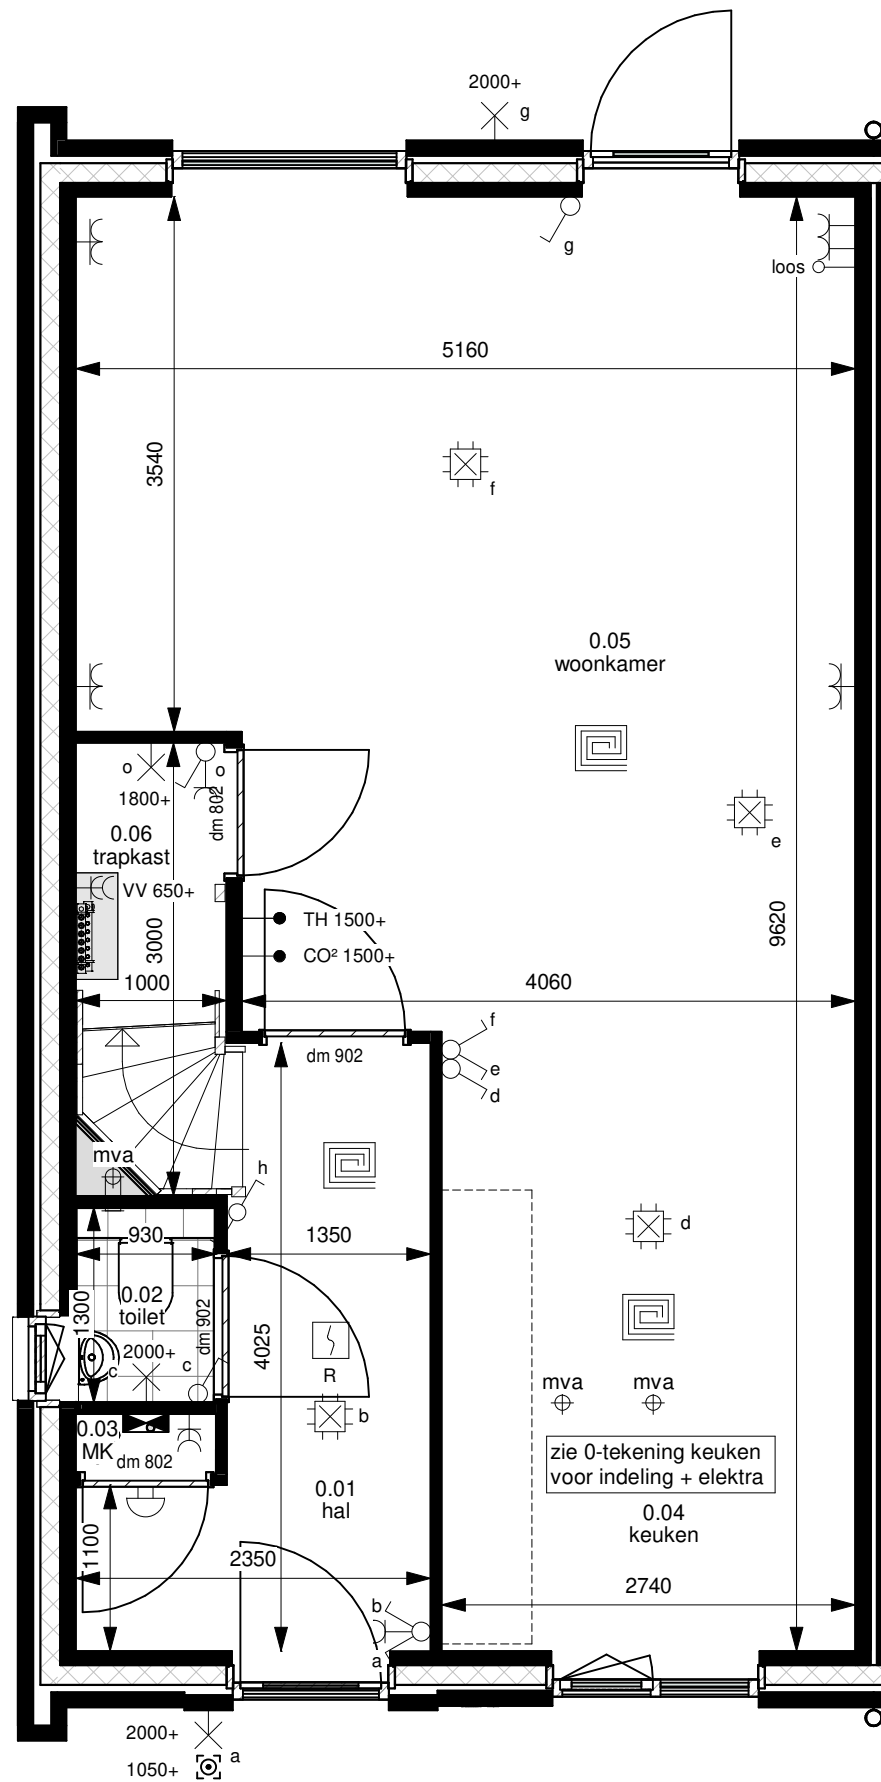 2000+
g
g
loos
5160
3540
f
0.05
woonkamer
o
o
1800+
dm 802
e
0.06
trapkast
VV 650+
3000
TH 1500+
CO² 1500+
9620
1000
4060
f
dm 902
e
d
mva
h
930
1350
d
0.02
toilet
1300
dm 902
4025
2000+
c
c
R
mva
mva
b
0.03
MK
dm 802
zie 0-tekening keuken
voor indeling + elektra
0.01
hal
0.04
keuken
1100
2350
2740
b
a
2000+
a
1050+